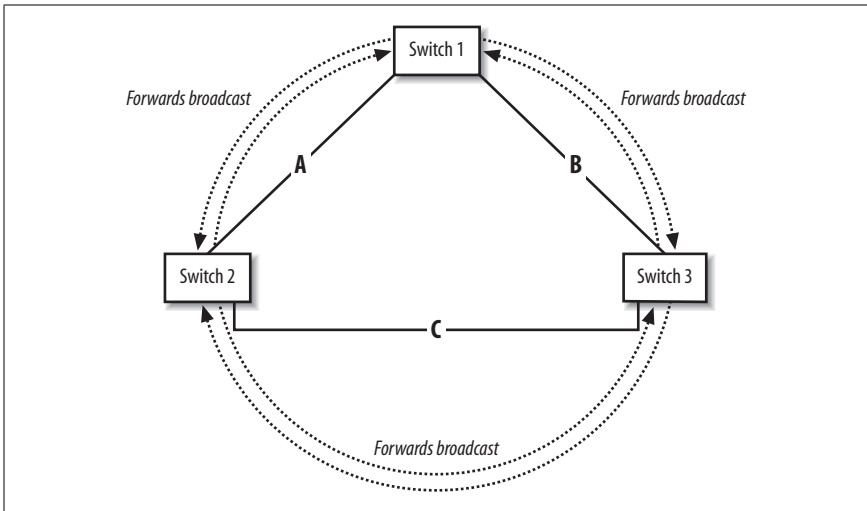 Switch 1
Forwards broadcast
Forwards broadcast
A
B
Switch 2
Switch 3
C
Forwards broadcast